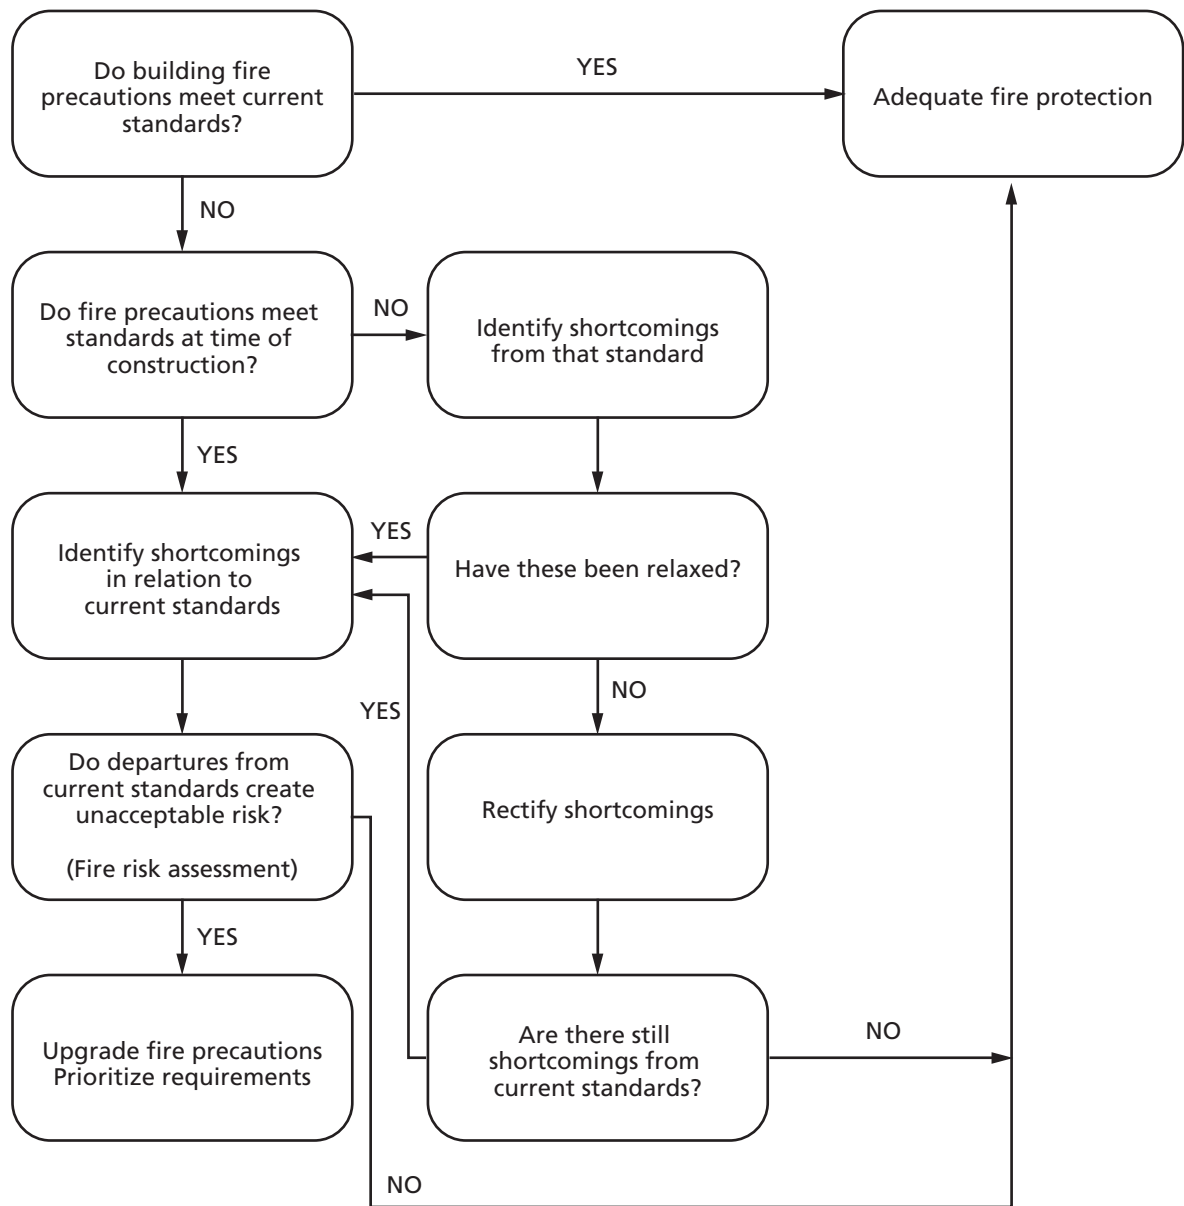 Do building fire
precautions meet current
standards?
YES
Adequate fire protection
NO
Do fire precautions meet
standards at time of
construction?
NO
Identify shortcomings
from that standard
YES
Identify shortcomings
in relation to
current standards
YES
Have these been relaxed?
NO
YES
Do departures from
current standards create
unacceptable risk?
(Fire risk assessment)
Rectify shortcomings
YES
Upgrade fire precautions
Prioritize requirements
Are there still
shortcomings from
current standards?
NO
NO